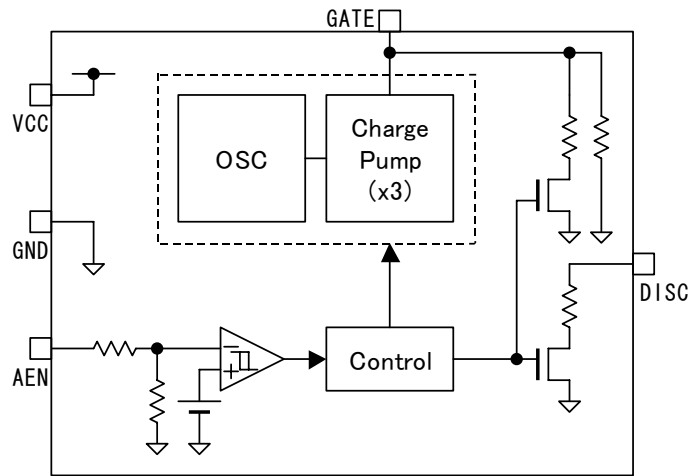 GATE
VCC
OSC
Charge
Pump
(x3)
GND
DISC
AEN
−
+
Control